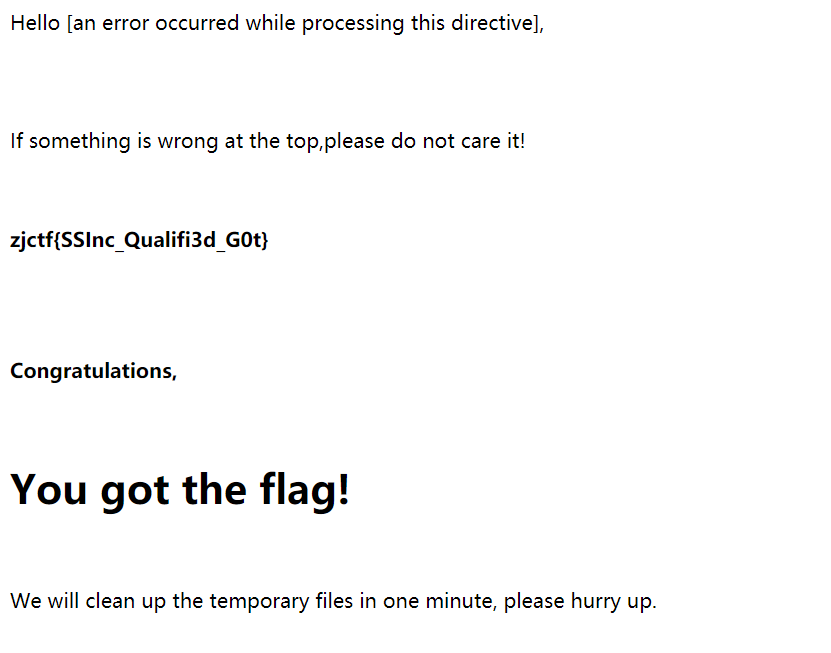 Hello [an error occurred while processing this directive],
If something is wrong at the top,please do not care it!
zjctf{SSInc_Qualifi3d_G0t}
Congratulations,
You got the flag!
We will clean up the temporary files in one minute, please hurry up.